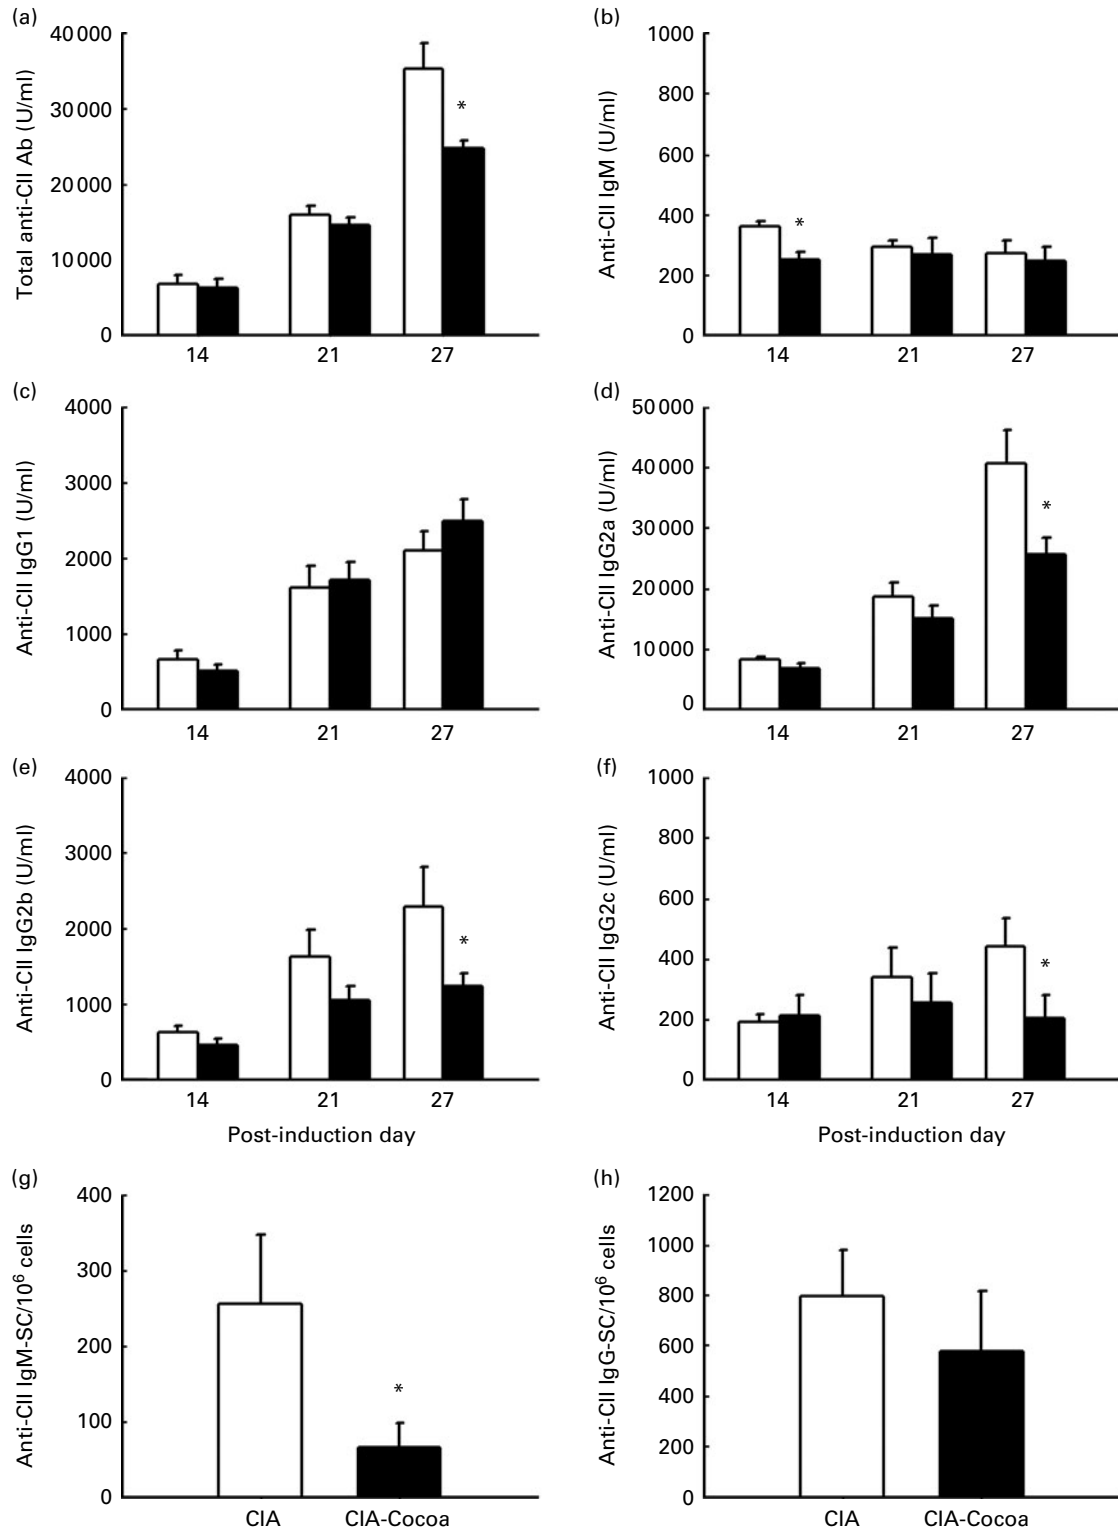 (a)
Total anti-CII Ab (U/ml)
40 000
30 000
20 000
10 000
0
*
14 21 27
(b)
Anti-CII IgM (U/ml)
1000
800
600
400
200
0
*
14 21 27
(c)
Anti-CII IgG1 (U/ml)
4000
3000
2000
1000
0
14 21 27
(d)
Anti-CII IgG2a (U/ml)
50 000
40 000
30 000
20 000
10 000
0
*
14 21 27
(e)
Anti-CII IgG2b (U/ml)
4000
3000
2000
1000
0
*
14 21 27
Post-induction day
(f)
Anti-CII IgG2c (U/ml)
1000
800
600
400
200
0
*
14 21 27
Post-induction day
(g)
Anti-CII IgM-SC/10⁶ cells
400
300
200
100
0
*
CIA CIA-Cocoa
(h)
Anti-CII IgG-SC/10⁶ cells
1200
1000
800
600
400
200
0
CIA CIA-Cocoa